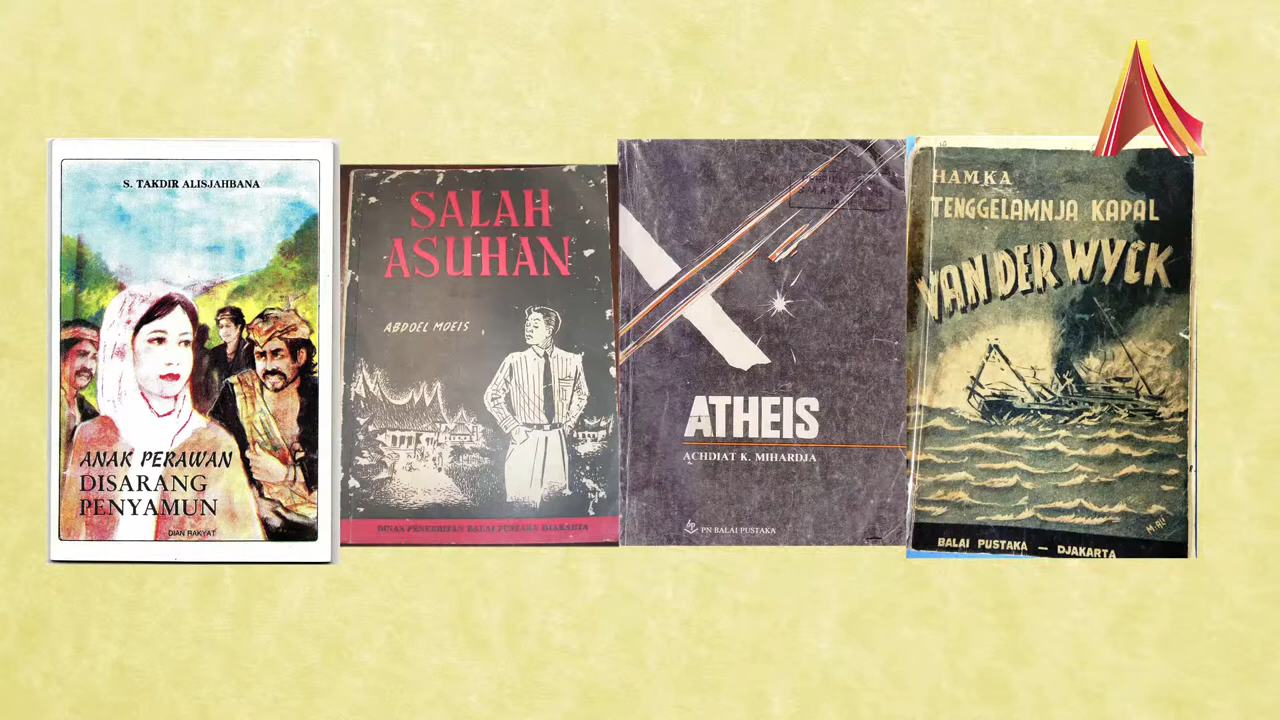 S. TAKDIR ALISJAHBANA
ANAK PERAWAN
DISARANG
PENYAMUN
DIAN RAKYAT
SALAH
ASUHAN
ABDOEL MOEIS
DINAS PENERBITAN BALAI PUSTAKA DJAKARTA
ATHEIS
ACHDIAT K. MIHARDJA
PN BALAI PUSTAKA
HAMKA
TENGGELAMNJA KAPAL
VAN DER WYCK
M. ALI
BALAI PUSTAKA — DJAKARTA